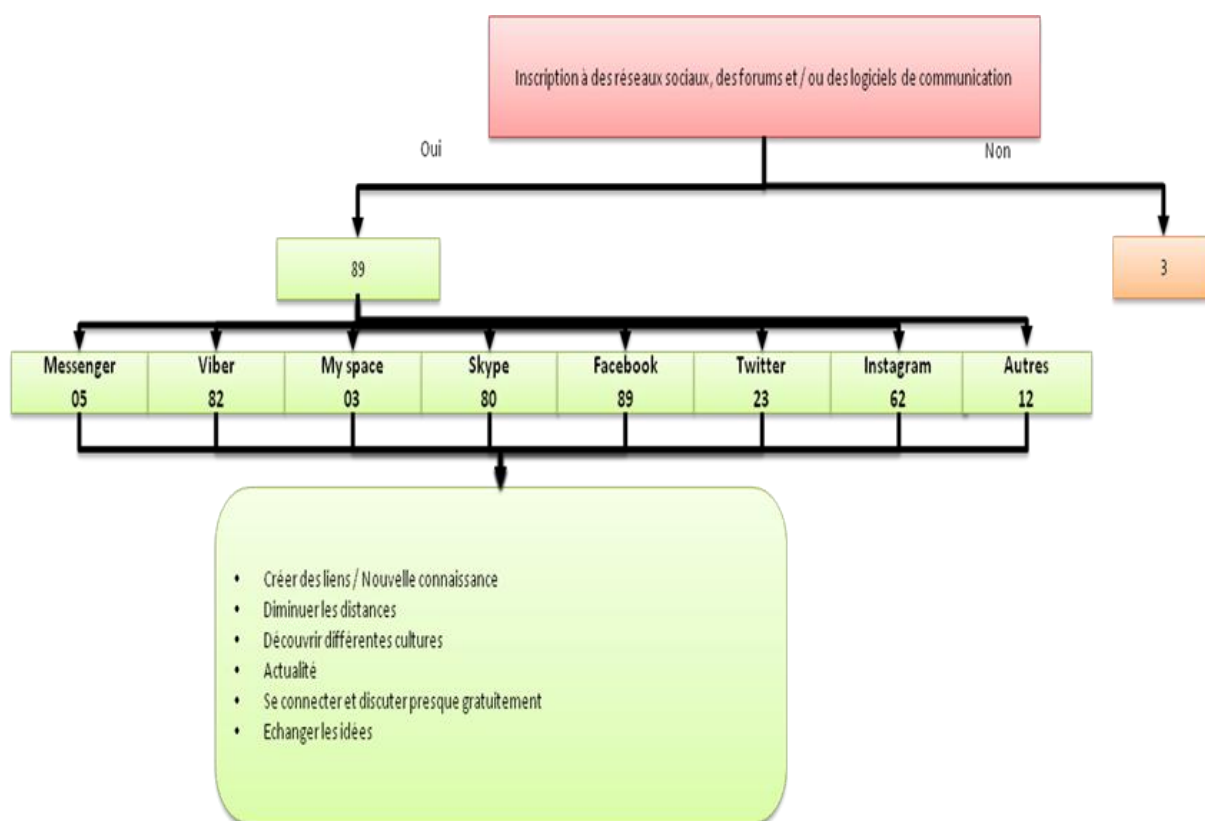 Inscription à des réseaux sociaux, des forums et / ou des logiciels de communication
Oui
Non
89
3
Messenger
05
Viber
82
My space
03
Skype
80
Facebook
89
Twitter
23
Instagram
62
Autres
12
• Créer des liens / Nouvelle connaissance
• Diminuer les distances
• Découvrir différentes cultures
• Actualité
• Se connecter et discuter presque gratuitement
• Echanger les idées